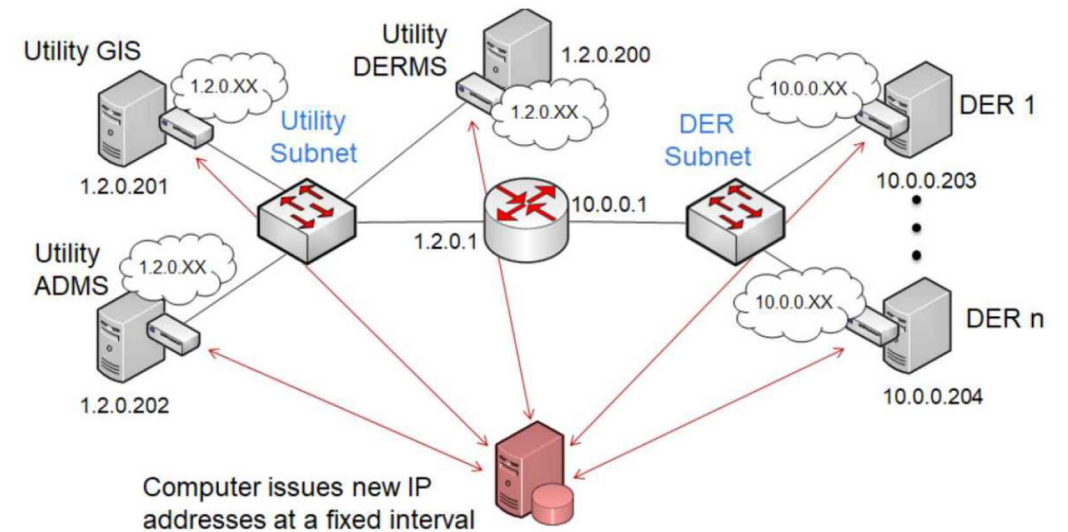 Utility GIS
1.2.0.XX
1.2.0.201
Utility
Subnet
Utility
DERMS
1.2.0.200
1.2.0.XX
DER
Subnet
10.0.0.XX
DER 1
10.0.0.203
1.2.0.1
10.0.0.1
Utility
ADMS
1.2.0.XX
1.2.0.202
10.0.0.XX
DER n
10.0.0.204
Computer issues new IP
addresses at a fixed interval